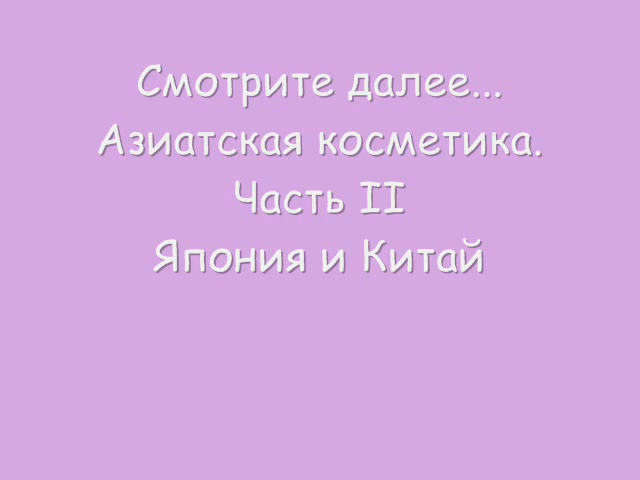 Смотрите далее...
Азиатская косметика.
Часть II
Япония и Китай